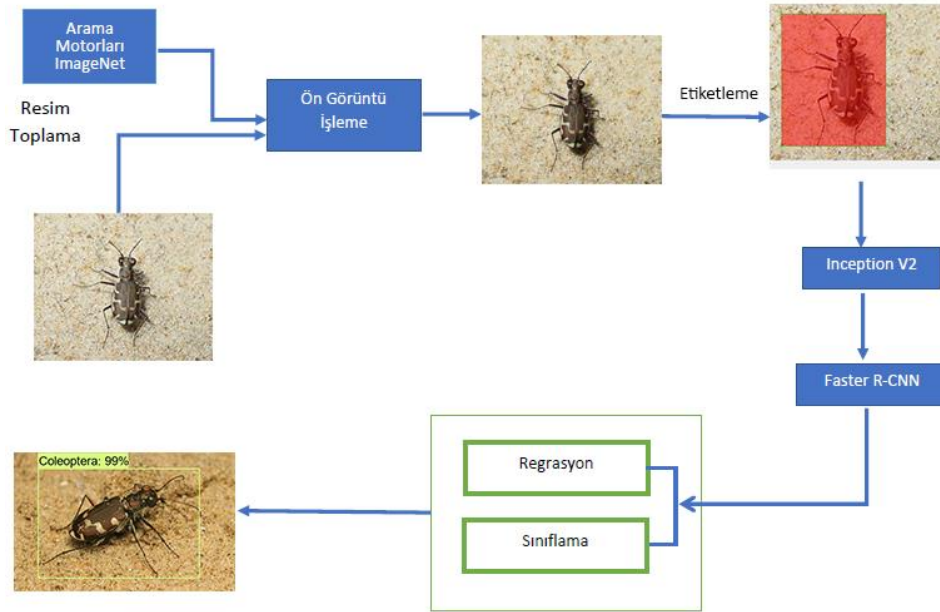 Arama
Motorları
ImageNet
Resim
Toplama
Ön Görüntü
İşleme
Etiketleme
Inception V2
Faster R-CNN
Regrasyon
Sınıflama
Coleoptera: 99%